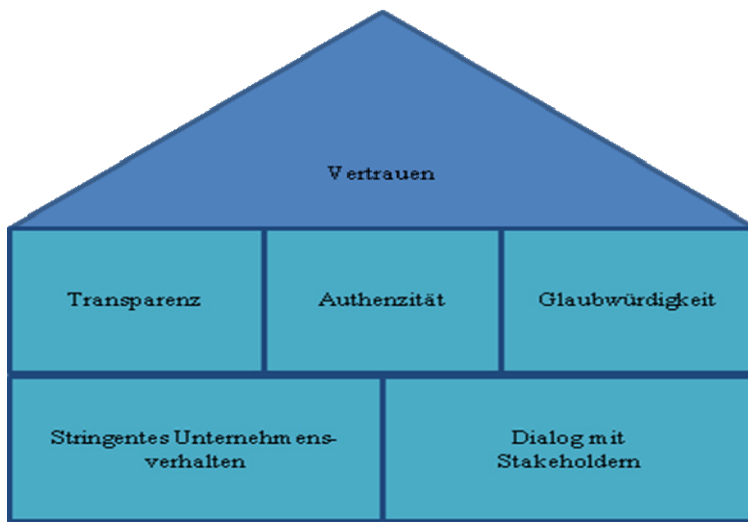 Vertrauen
Transparenz
Authenzität
Glaubwürdigkeit
Stringentes Unternehmens-
verhalten
Dialog mit
Stakeholdern